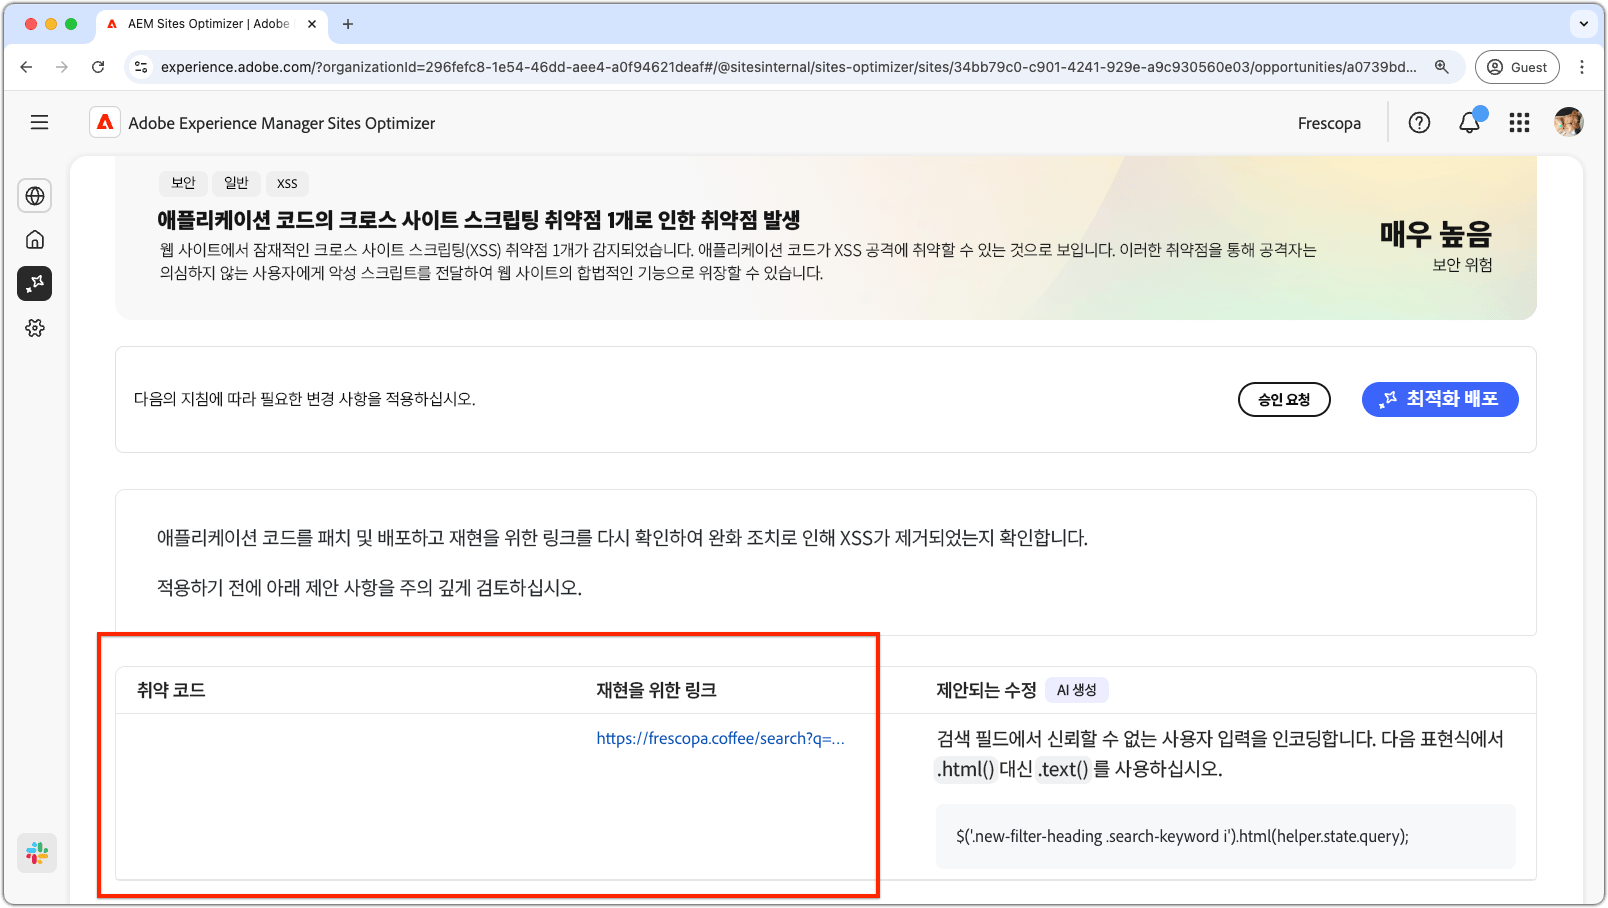 AEM Sites Optimizer | Adobe
experience.adobe.com/?organizationId=296fefc8-1e54-46dd-aee4-a0f94621deaf#/@sitesinternal/sites-optimizer/sites/34bb79c0-c901-4241-929e-a9c930560e03/opportunities/a0739bd...
Guest
Adobe Experience Manager Sites Optimizer
Frescopa
보안 일반 XSS
애플리케이션 코드의 크로스 사이트 스크립팅 취약점 1개로 인한 취약점 발생
웹 사이트에서 잠재적인 크로스 사이트 스크립팅(XSS) 취약점 1개가 감지되었습니다. 애플리케이션 코드가 XSS 공격에 취약할 수 있는 것으로 보입니다. 이러한 취약점을 통해 공격자는
의심하지 않는 사용자에게 악성 스크립트를 전달하여 웹 사이트의 합법적인 기능으로 위장할 수 있습니다.
매우 높음
보안 위험
다음의 지침에 따라 필요한 변경 사항을 적용하십시오.
승인 요청
최적화 배포
애플리케이션 코드를 패치 및 배포하고 재현을 위한 링크를 다시 확인하여 완화 조치로 인해 XSS가 제거되었는지 확인합니다.
적용하기 전에 아래 제안 사항을 주의 깊게 검토하십시오.
취약 코드
재현을 위한 링크
제안되는 수정 AI 생성
https://frescopa.coffee/search?q=...
검색 필드에서 신뢰할 수 없는 사용자 입력을 인코딩합니다. 다음 표현식에서
.html() 대신 .text() 를 사용하십시오.
$('.new-filter-heading .search-keyword i').html(helper.state.query);